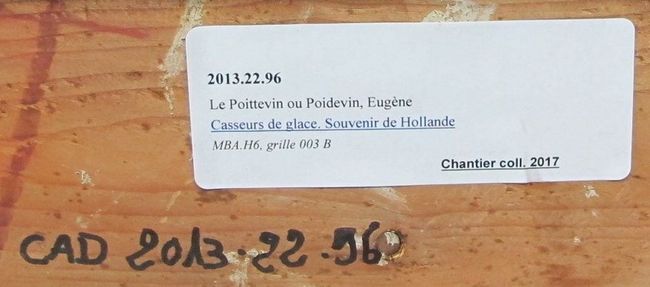 2013.22.96
Le Poittevin ou Poidevin, Eugène
Casseurs de glace. Souvenir de Hollande
MBA.H6, grille 003 B
Chantier coll. 2017
CAD 2013.22.96